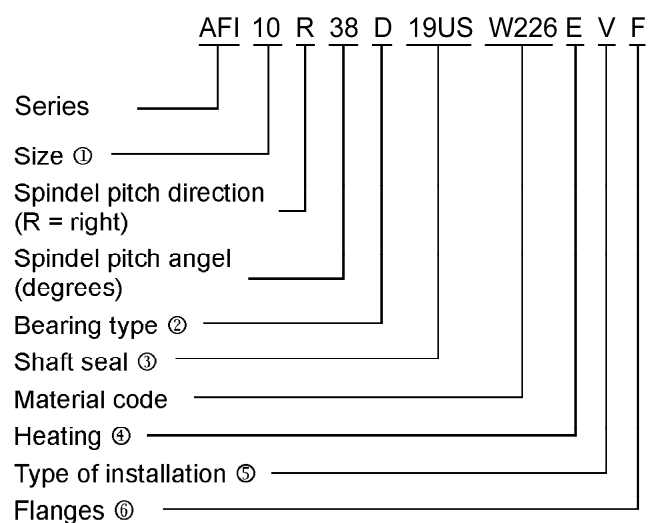 AFI 10 R 38 D 19US W226 E V F
Series
Size ①
Spindel pitch direction
(R = right)
Spindel pitch angel
(degrees)
Bearing type ②
Shaft seal ③
Material code
Heating ④
Type of installation ⑤
Flanges ⑥